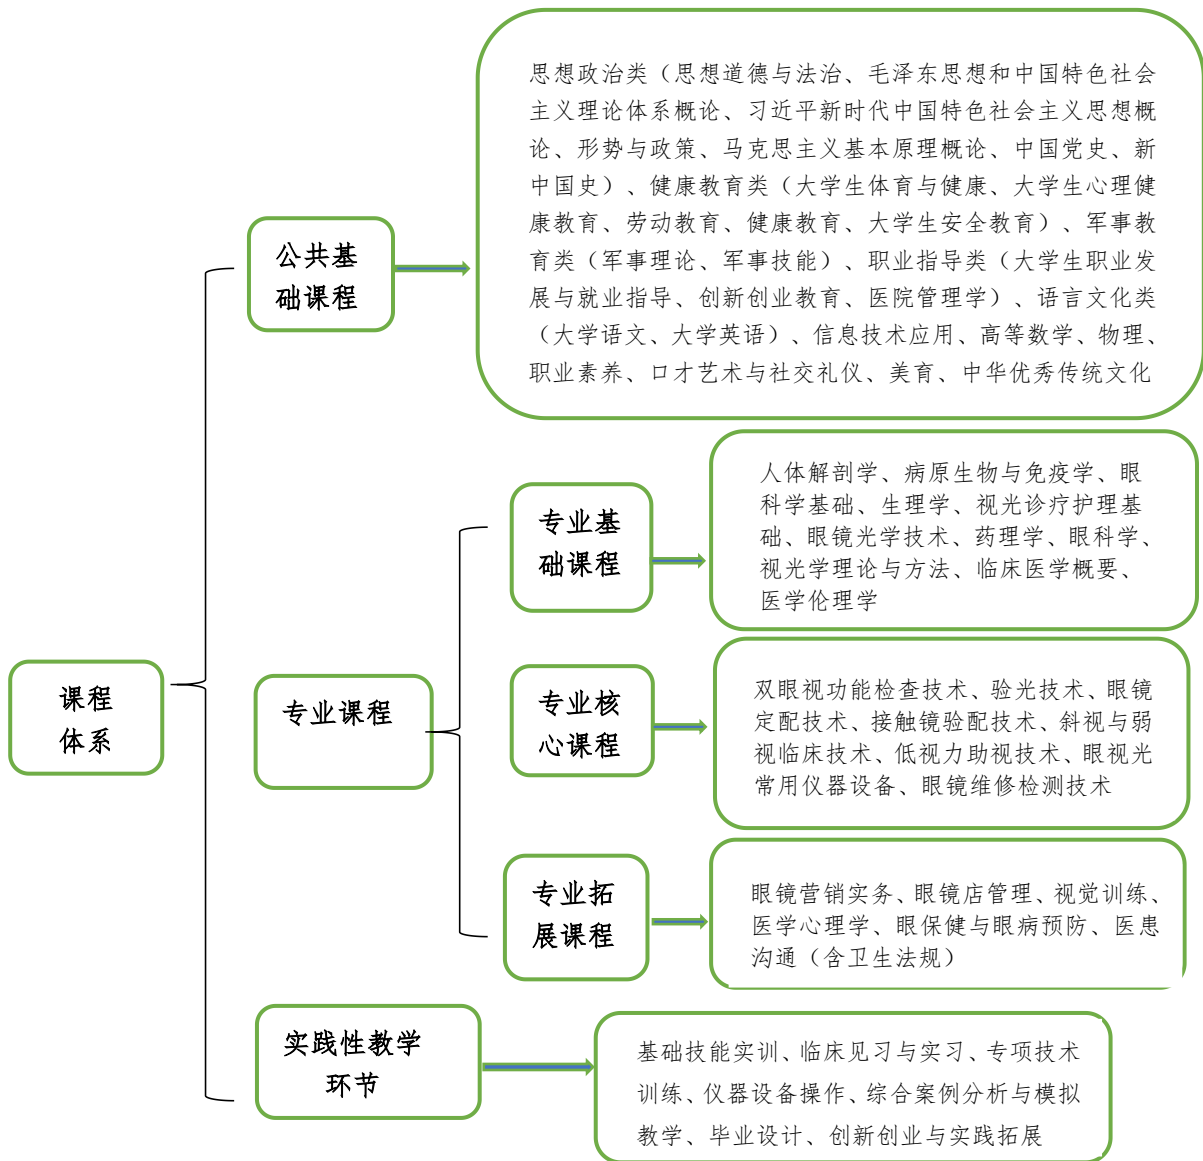 思想政治类（思想道德与法治、毛泽东思想和中国特色社会
主义理论体系概论、习近平新时代中国特色社会主义思想概
论、形势与政策、马克思主义基本原理概论、中国党史、新
中国史）、健康教育类（大学生体育与健康、大学生心理健
康教育、劳动教育、健康教育、大学生安全教育）、军事教
育类（军事理论、军事技能）、职业指导类（大学生职业发
展与就业指导、创新创业教育、医院管理学）、语言文化类
（大学语文、大学英语）、信息技术应用、高等数学、物理、
职业素养、口才艺术与社交礼仪、美育、中华优秀传统文化
公共基
础课程
人体解剖学、病原生物与免疫学、眼
科学基础、生理学、视光诊疗护理基
础、眼镜光学技术、药理学、眼科学、
视光学理论与方法、临床医学概要、
医学伦理学
专业基
础课程
课程
体系
专业课程
专业核
心课程
双眼视功能检查技术、验光技术、眼镜
定配技术、接触镜验配技术、斜视与弱
视临床技术、低视力助视技术、眼视光
常用仪器设备、眼镜维修检测技术
专业拓
展课程
眼镜营销实务、眼镜店管理、视觉训练、
医学心理学、眼保健与眼病预防、医患
沟通（含卫生法规）
实践性教学
环节
基础技能实训、临床见习与实习、专项技术
训练、仪器设备操作、综合案例分析与模拟
教学、毕业设计、创新创业与实践拓展